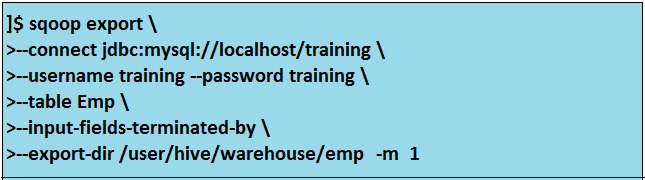 ]$ sqoop export \
>--connect jdbc:mysql://localhost/training \
>--username training --password training \
>--table Emp \
>--input-fields-terminated-by \
>--export-dir /user/hive/warehouse/emp -m 1